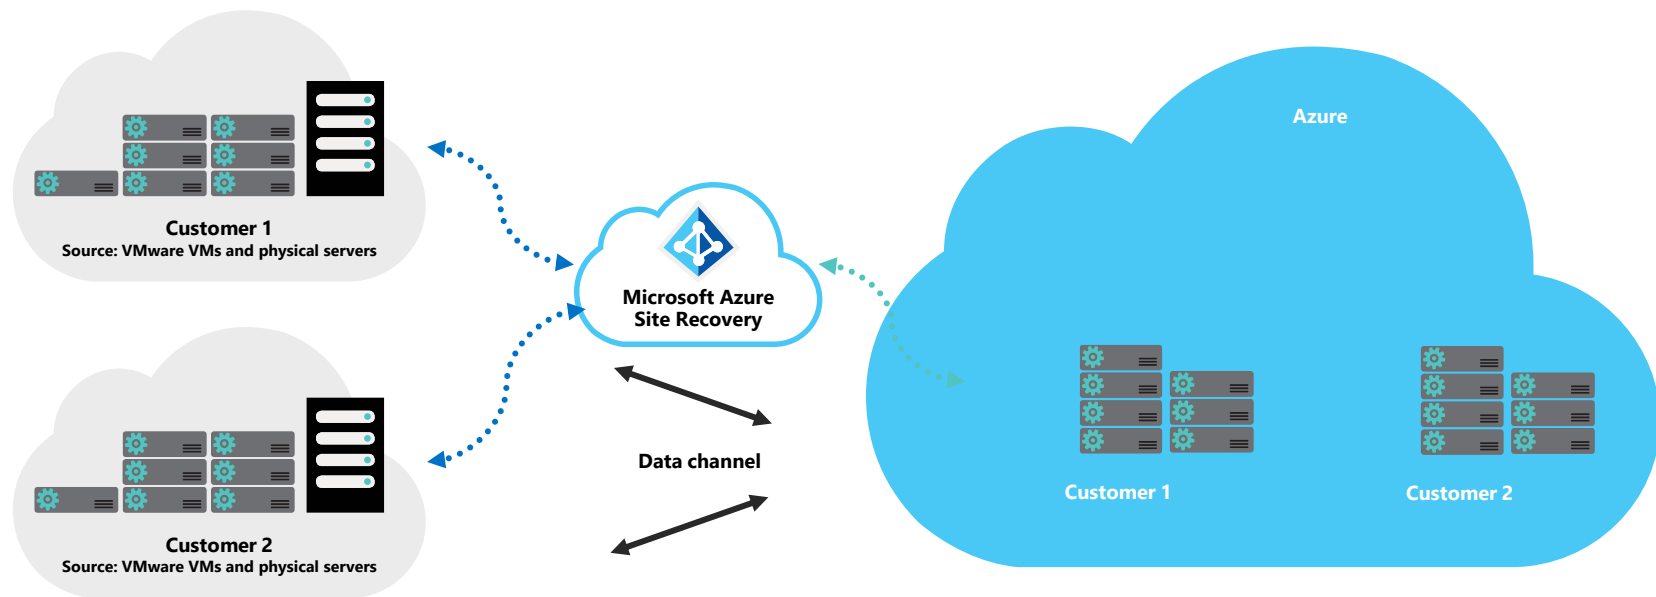 Customer 1
Source: VMware VMs and physical servers
Customer 2
Source: VMware VMs and physical servers
Microsoft Azure
Site Recovery
Data channel
Azure
Customer 1
Customer 2